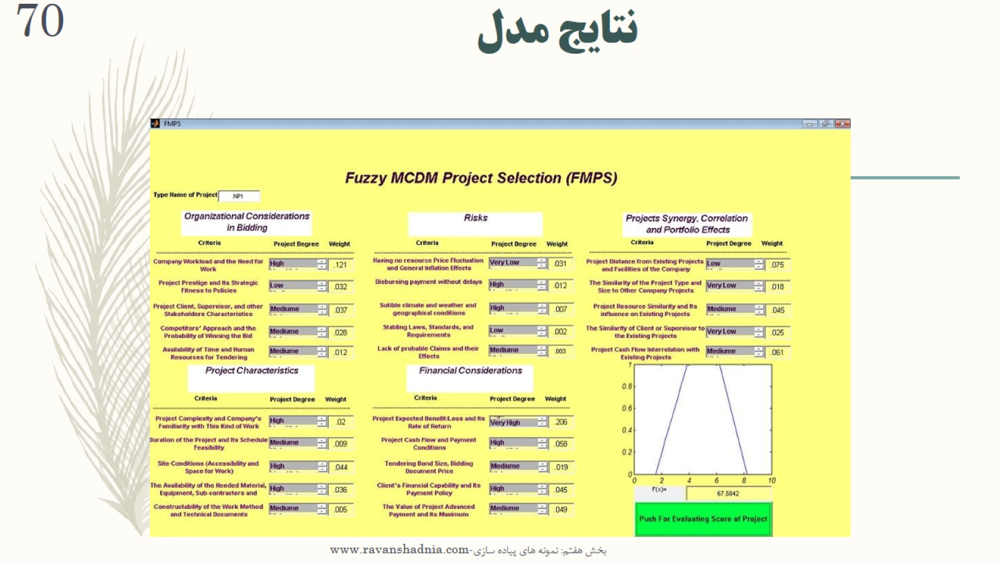 70
نتایج مدل
FMPS
Fuzzy MCDM Project Selection (FMPS)
Type Name of Project NP1
Organizational Considerations
in Bidding
Criteria Project Degree Weight
Company Workload and the Need for
Work
High .121
Project Prestige and Its Strategic
Fitness to Policies
Low .032
Project Client, Supervisor, and other
Stakeholders Characteristics
Mediume .037
Competitors' Approach and the
Probability of Winning the Bid
Mediume .028
Availability of Time and Human
Resources for Tendering
Mediume .012
Risks
Criteria Project Degree Weight
Having no resource Price Fluctuation
and General Inflation Effects
Very Low .031
Disbursing payment without delays
High .012
Sutible climate and weather and
geographical conditions
High .007
Stabling Laws, Standards, and
Requirements
Low .002
Lack of probable Claims and their
Effects
Mediume .003
Projects Synergy, Correlation
and Portfolio Effects
Criteria Project Degree Weight
Project Distance from Existing Projects
and Facilities of the Company
Low .075
The Similarity of the Project Type and
Size to Other Company Projects
Very Low .018
Project Resource Similarity and Its
influence on Existing Projects
Mediume .045
The Similarity of Client or Supervisor to
the Existing Projects
Very Low .025
Project Cash Flow Interrelation with
Existing Projects
Mediume .061
Project Characteristics
Criteria Project Degree Weight
Project Complexity and Company's
Familiarity with This Kind of Work
High .02
Duration of the Project and Its Schedule
Feasibility
Mediume .009
Site Conditions (Accessibility and
Space for Work)
High .044
The Availability of the Needed Material,
Equipment, Sub-contractors and
High .036
Constructability of the Work Method
and Technical Documents
Mediume .005
Financial Considerations
Criteria Project Degree Weight
Project Expected Benefit/Loss and Its
Rate of Return
Very High .206
Project Cash Flow and Payment
Conditions
High .058
Tendering Bond Size, Bidding
Document Price
Mediume .019
Client's Financial Capability and Its
Payment Policy
High .045
The Value of Project Advanced
Payment and Its Maximum
Mediume .049
1
0.8
0.6
0.4
0.2
0
0 2 4 6 8 10
F(x)= 67.5842
Push For Evaluating Score of Project
بخش هفتم: نمونه های پیاده سازی-www.ravanshadnia.com